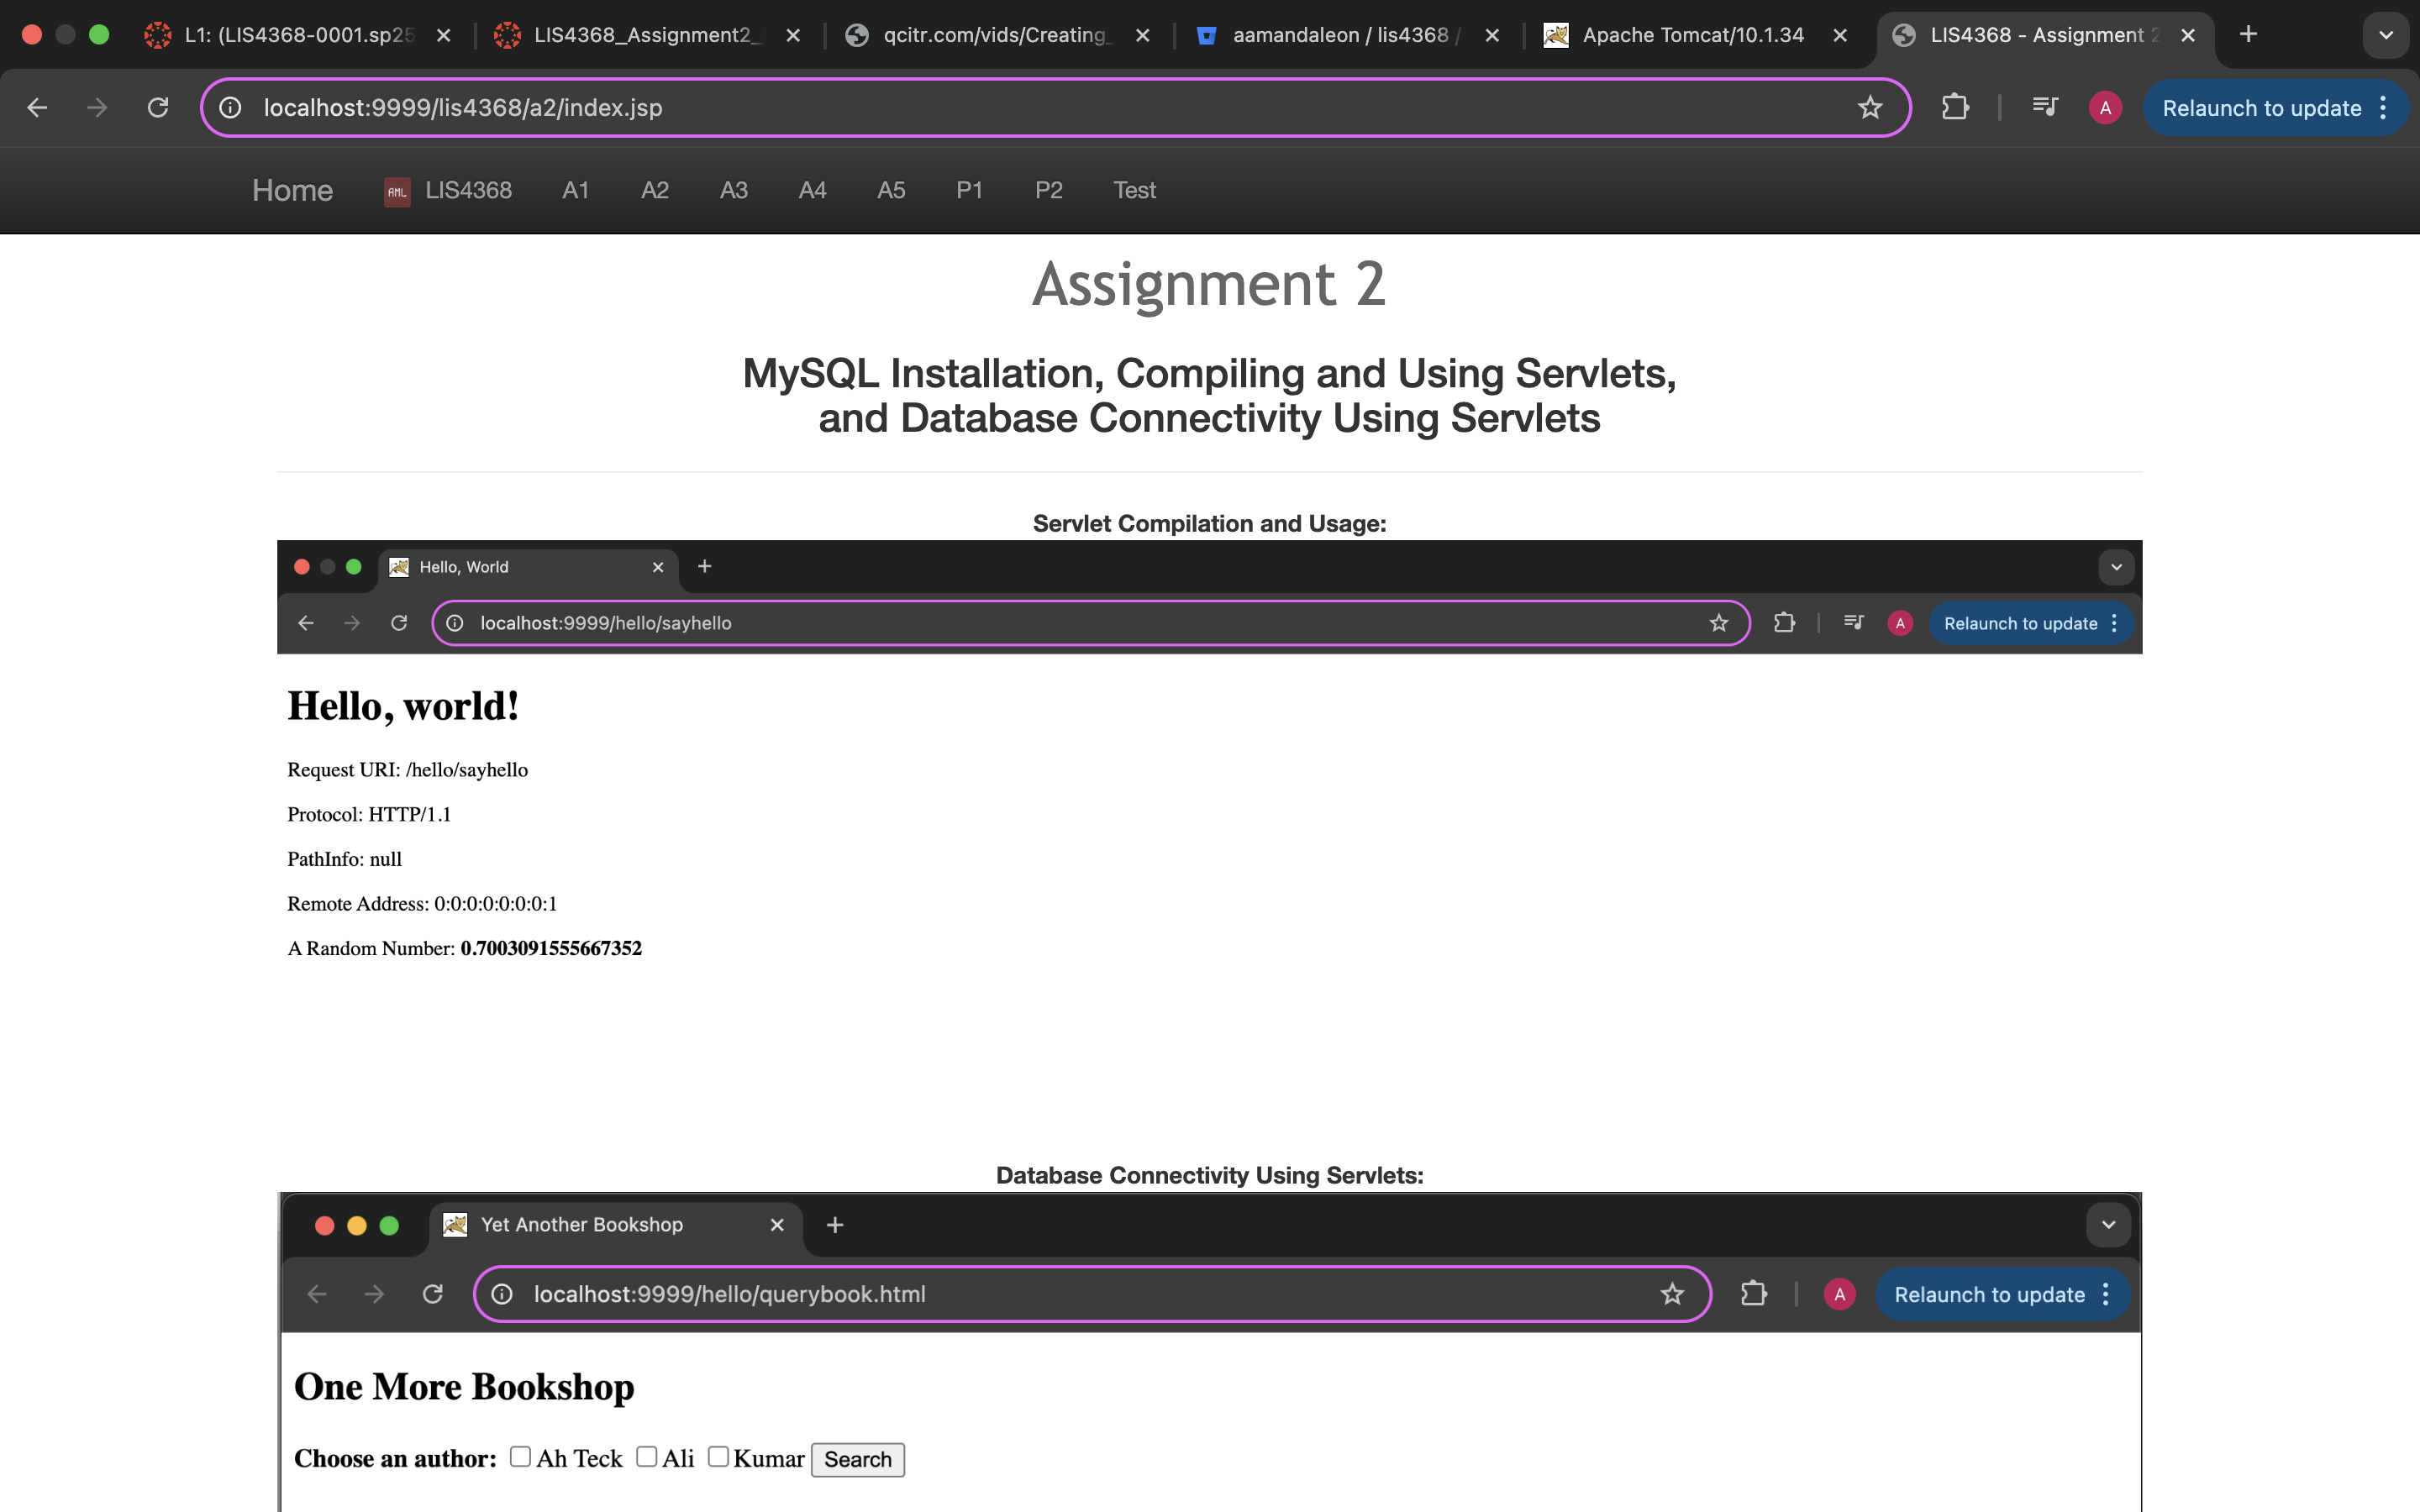 L1: (LIS4368-0001.sp25
LIS4368_Assignment2_
qcitr.com/vids/Creating_
aamandaleon / lis4368 /
Apache Tomcat/10.1.34
LIS4368 - Assignment 2
localhost:9999/lis4368/a2/index.jsp
A
Relaunch to update
Home AML LIS4368 A1 A2 A3 A4 A5 P1 P2 Test
Assignment 2
MySQL Installation, Compiling and Using Servlets,
and Database Connectivity Using Servlets
Servlet Compilation and Usage:
Hello, World
localhost:9999/hello/sayhello
A
Relaunch to update
Hello, world!
Request URI: /hello/sayhello
Protocol: HTTP/1.1
PathInfo: null
Remote Address: 0:0:0:0:0:0:0:1
A Random Number: 0.7003091555667352
Database Connectivity Using Servlets:
Yet Another Bookshop
localhost:9999/hello/querybook.html
A
Relaunch to update
One More Bookshop
Choose an author: Ah Teck Ali Kumar Search